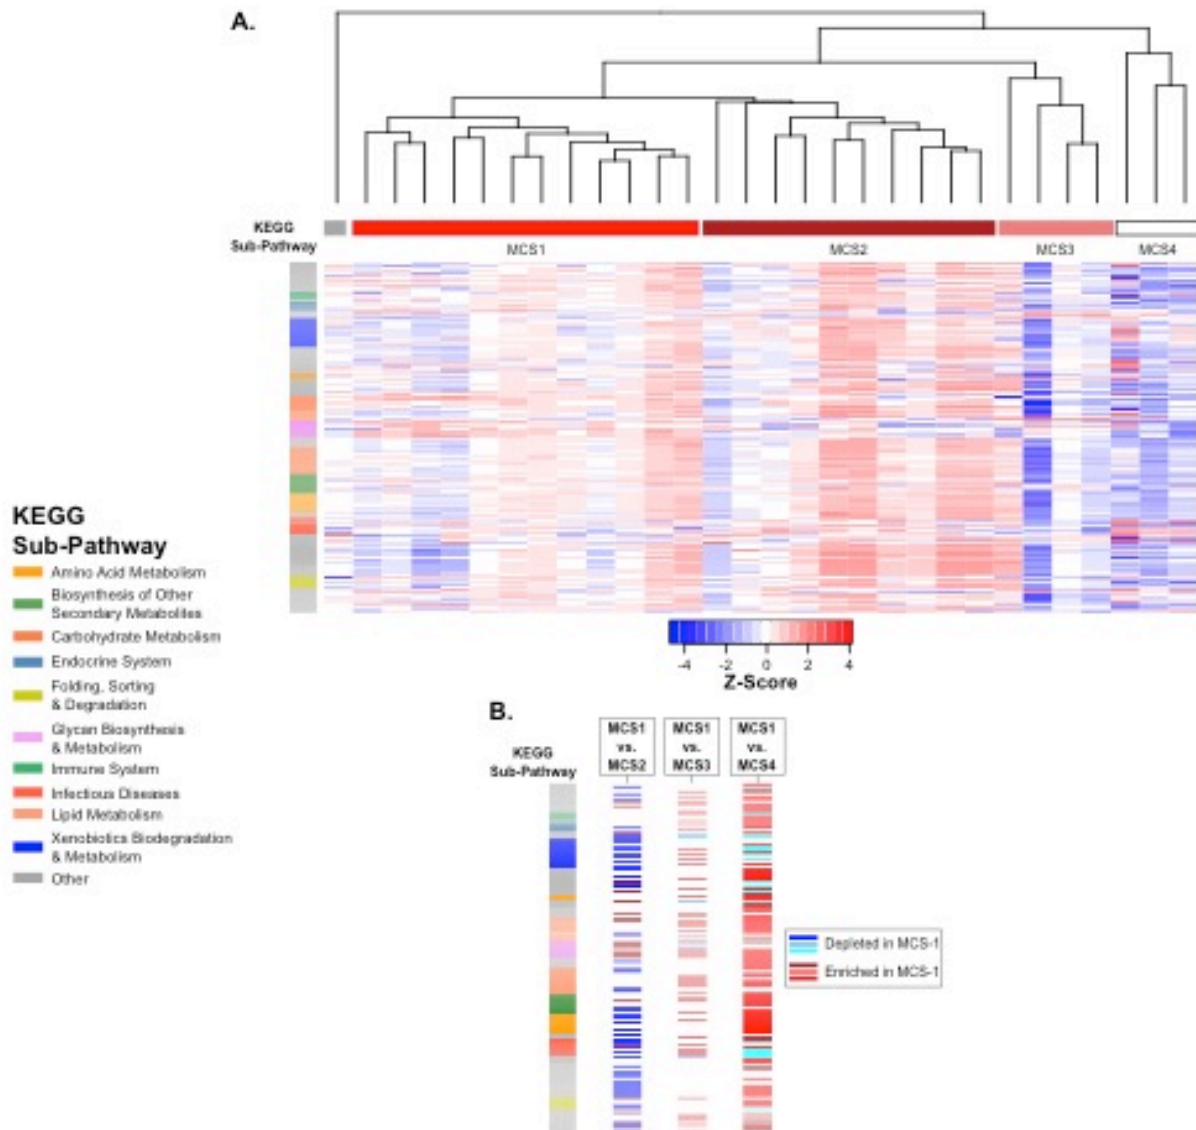 A.
KEGG
Sub-Pathway
MCS1
MCS2
MCS3
MCS4
KEGG
Sub-Pathway
Amino Acid Metabolism
Biosynthesis of Other
Secondary Metabolites
Carbohydrate Metabolism
Endocrine System
Folding, Sorting
& Degradation
Glycan Biosynthesis
& Metabolism
Immune System
Infectious Diseases
Lipid Metabolism
Xenobiotics Biodegradation
& Metabolism
Other
-4 -2 0 2 4
Z-Score
B.
KEGG
Sub-Pathway
MCS1
vs.
MCS2
MCS1
vs.
MCS3
MCS1
vs.
MCS4
Depleted in MCS-1
Enriched in MCS-1